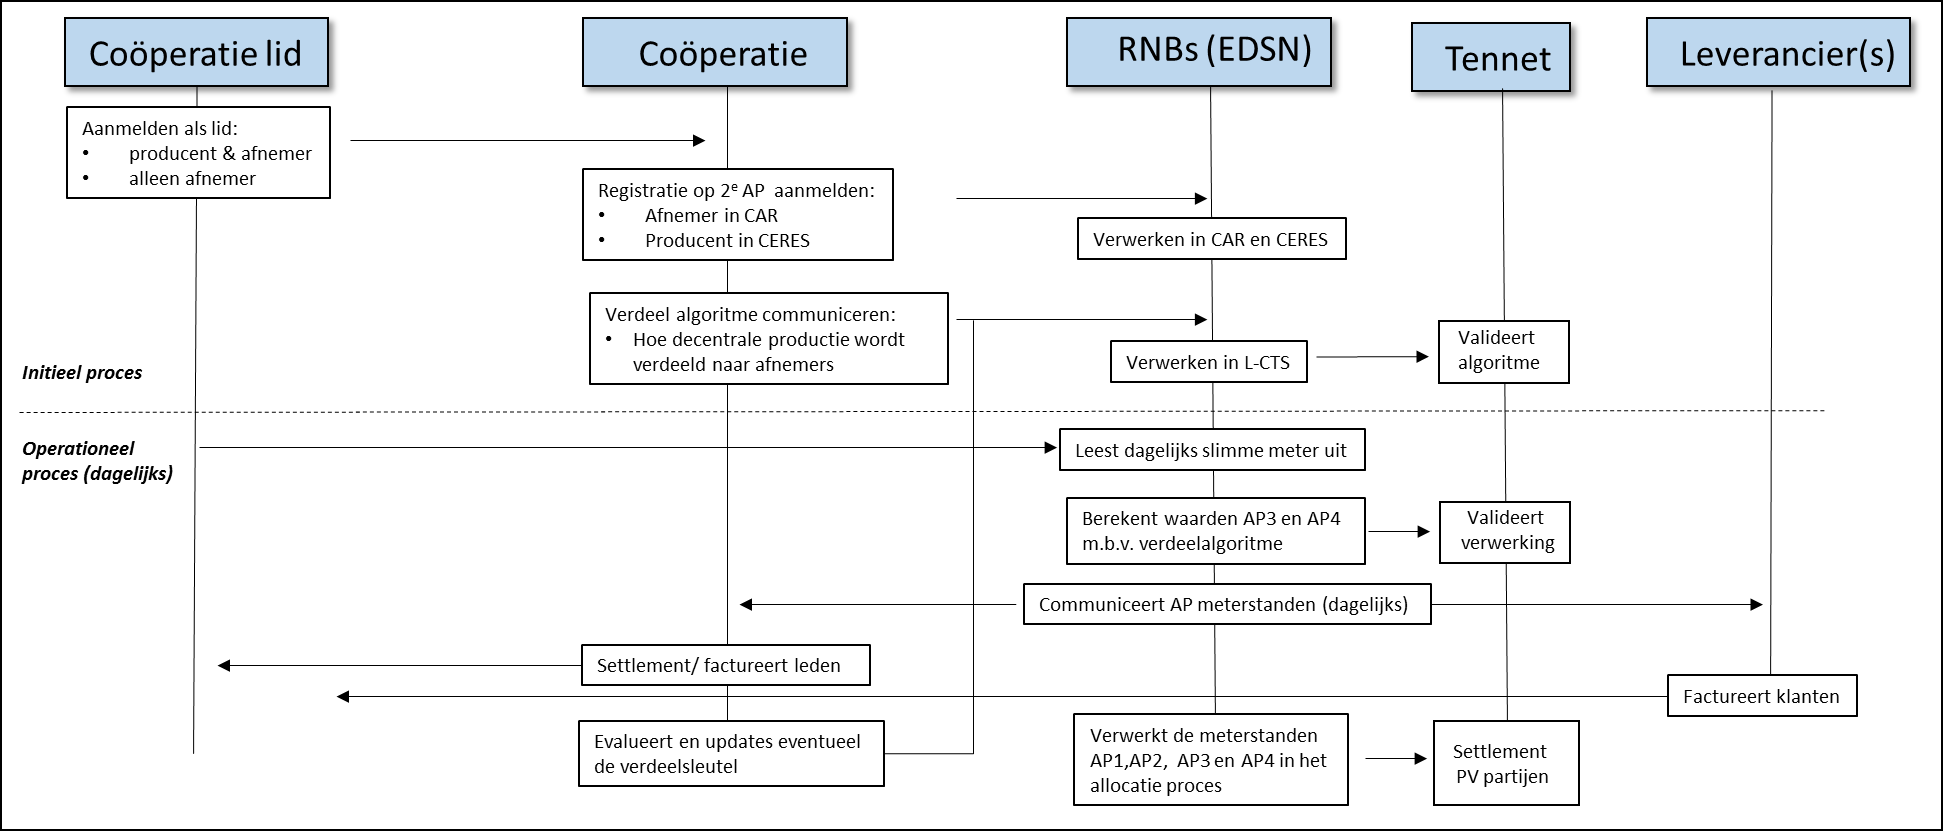 Coöperatie lid
Coöperatie
RNBs (EDSN)
Tennet
Leverancier(s)
Aanmelden als lid:
• producent & afnemer
• alleen afnemer
Registratie op 2e AP aanmelden:
• Afnemer in CAR
• Producent in CERES
Verwerken in CAR en CERES
Verdeel algoritme communiceren:
• Hoe decentrale productie wordt
verdeeld naar afnemers
Verwerken in L-CTS
Valideert
algoritme
Initieel proces
Operationeel
proces (dagelijks)
Leest dagelijks slimme meter uit
Berekent waarden AP3 en AP4
m.b.v. verdeelalgoritme
Valideert
verwerking
Communiceert AP meterstanden (dagelijks)
Settlement/ factureert leden
Factureert klanten
Evalueert en updates eventueel
de verdeelsleutel
Verwerkt de meterstanden
AP1,AP2, AP3 en AP4 in het
allocatie proces
Settlement
PV partijen